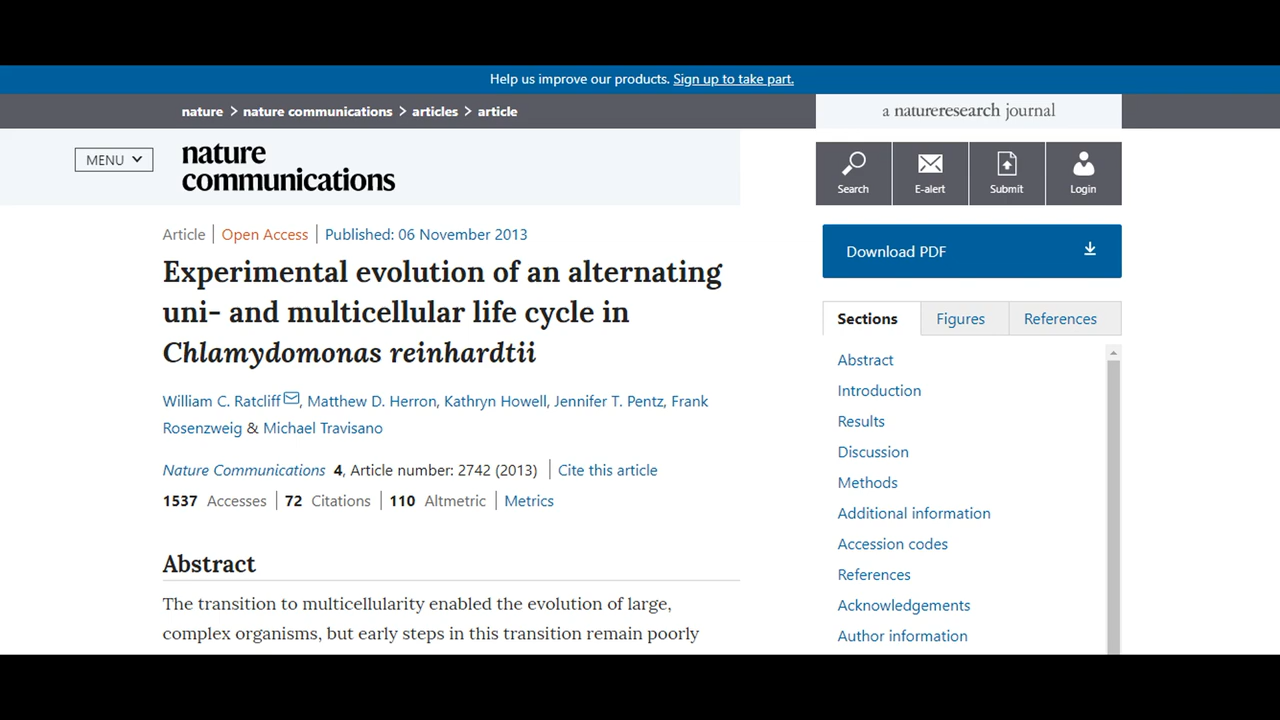 Help us improve our products. Sign up to take part.
nature > nature communications > articles > article
a natureresearch journal
MENU
nature
communications
Search
E-alert
Submit
Login
Article | Open Access | Published: 06 November 2013
Experimental evolution of an alternating
uni- and multicellular life cycle in
Chlamydomonas reinhardtii
William C. Ratcliff, Matthew D. Herron, Kathryn Howell, Jennifer T. Pentz, Frank
Rosenzweig & Michael Travisano
Nature Communications 4, Article number: 2742 (2013) | Cite this article
1537 Accesses | 72 Citations | 110 Altmetric | Metrics
Abstract
The transition to multicellularity enabled the evolution of large,
complex organisms, but early steps in this transition remain poorly
Download PDF
Sections
Figures
References
Abstract
Introduction
Results
Discussion
Methods
Additional information
Accession codes
References
Acknowledgements
Author information